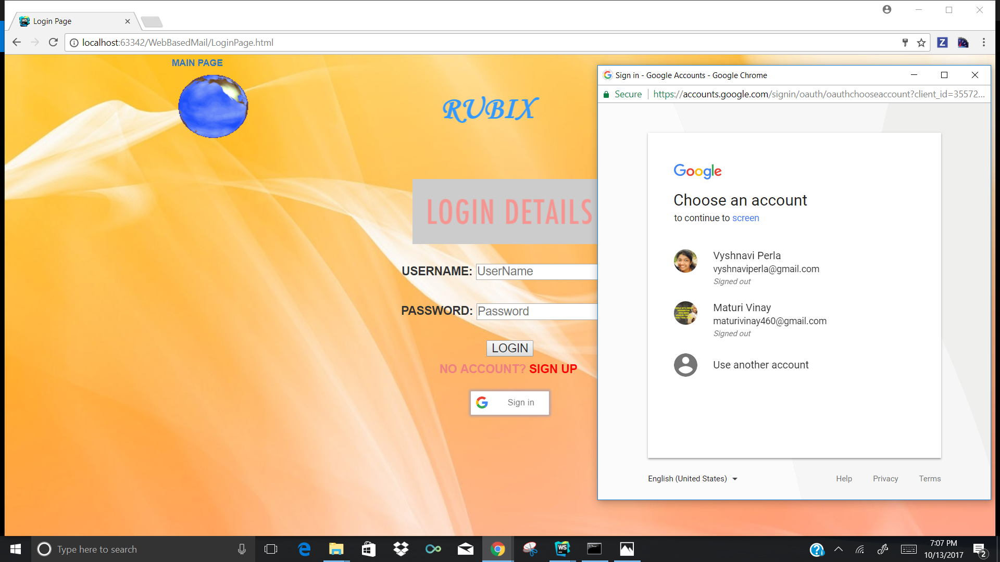 Login Page
localhost:63342/WebBasedMail/LoginPage.html
Z
MAIN PAGE
RUBIX
LOGIN DETAILS
USERNAME: UserName
PASSWORD: Password
LOGIN
NO ACCOUNT? SIGN UP
Sign in
Sign in - Google Accounts - Google Chrome
Secure https://accounts.google.com/signin/oauth/oauthchooseaccount?client_id=35572...
Google
Choose an account
to continue to screen
Vyshnavi Perla
vyshnaviperla@gmail.com
Signed out
Maturi Vinay
maturivinay460@gmail.com
Signed out
Use another account
English (United States)
Help Privacy Terms
Type here to search
WS
7:07 PM
10/13/2017
2